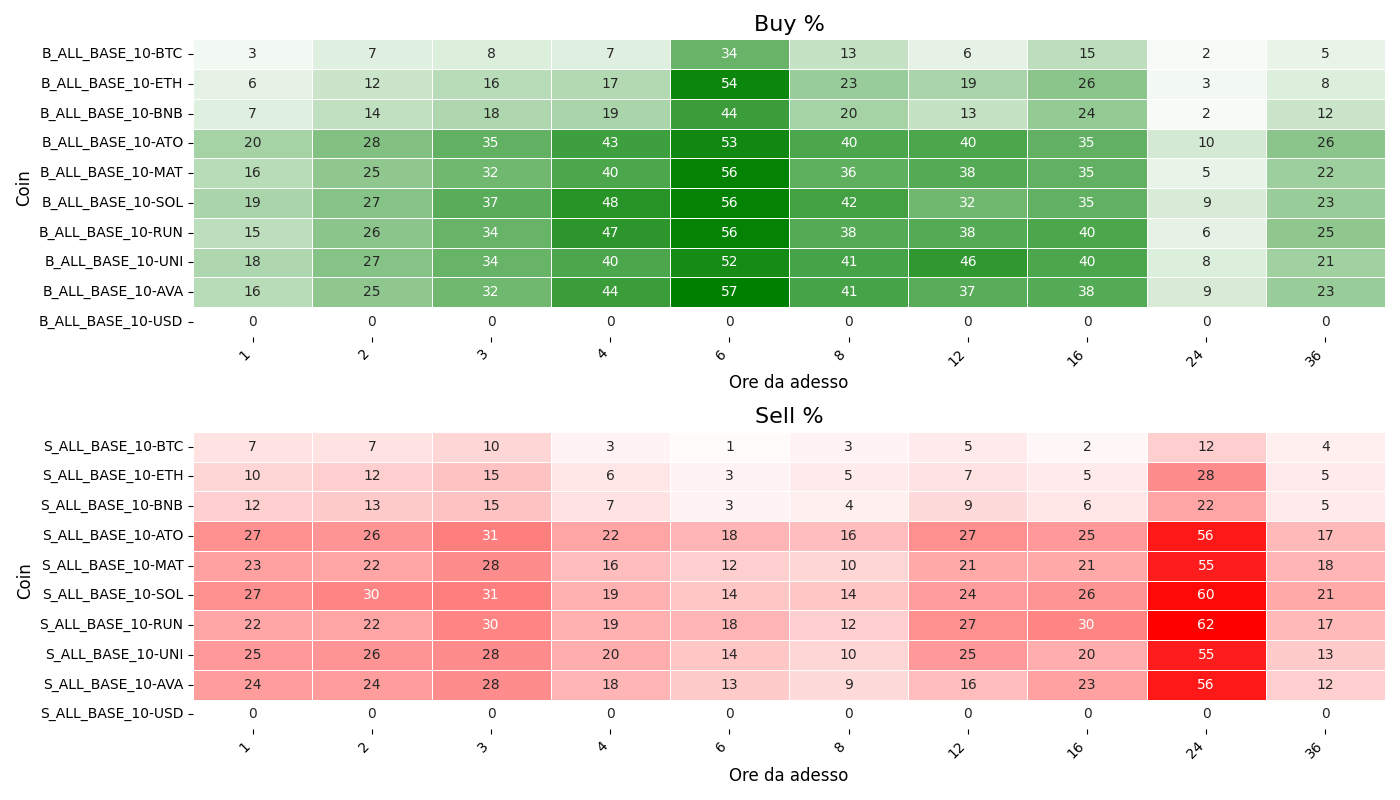 Buy %
B_ALL_BASE_10-BTC 3 7 8 7 34 13 6 15 2 5
B_ALL_BASE_10-ETH 6 12 16 17 54 23 19 26 3 8
B_ALL_BASE_10-BNB 7 14 18 19 44 20 13 24 2 12
B_ALL_BASE_10-ATO 20 28 35 43 53 40 40 35 10 26
B_ALL_BASE_10-MAT 16 25 32 40 56 36 38 35 5 22
B_ALL_BASE_10-SOL 19 27 37 48 56 42 32 35 9 23
B_ALL_BASE_10-RUN 15 26 34 47 56 38 38 40 6 25
B_ALL_BASE_10-UNI 18 27 34 40 52 41 46 40 8 21
B_ALL_BASE_10-AVA 16 25 32 44 57 41 37 38 9 23
B_ALL_BASE_10-USD 0 0 0 0 0 0 0 0 0 0
Coin
1 2 3 4 6 8 12 16 24 36
Ore da adesso
Sell %
S_ALL_BASE_10-BTC 7 7 10 3 1 3 5 2 12 4
S_ALL_BASE_10-ETH 10 12 15 6 3 5 7 5 28 5
S_ALL_BASE_10-BNB 12 13 15 7 3 4 9 6 22 5
S_ALL_BASE_10-ATO 27 26 31 22 18 16 27 25 56 17
S_ALL_BASE_10-MAT 23 22 28 16 12 10 21 21 55 18
S_ALL_BASE_10-SOL 27 30 31 19 14 14 24 26 60 21
S_ALL_BASE_10-RUN 22 22 30 19 18 12 27 30 62 17
S_ALL_BASE_10-UNI 25 26 28 20 14 10 25 20 55 13
S_ALL_BASE_10-AVA 24 24 28 18 13 9 16 23 56 12
S_ALL_BASE_10-USD 0 0 0 0 0 0 0 0 0 0
Coin
1 2 3 4 6 8 12 16 24 36
Ore da adesso